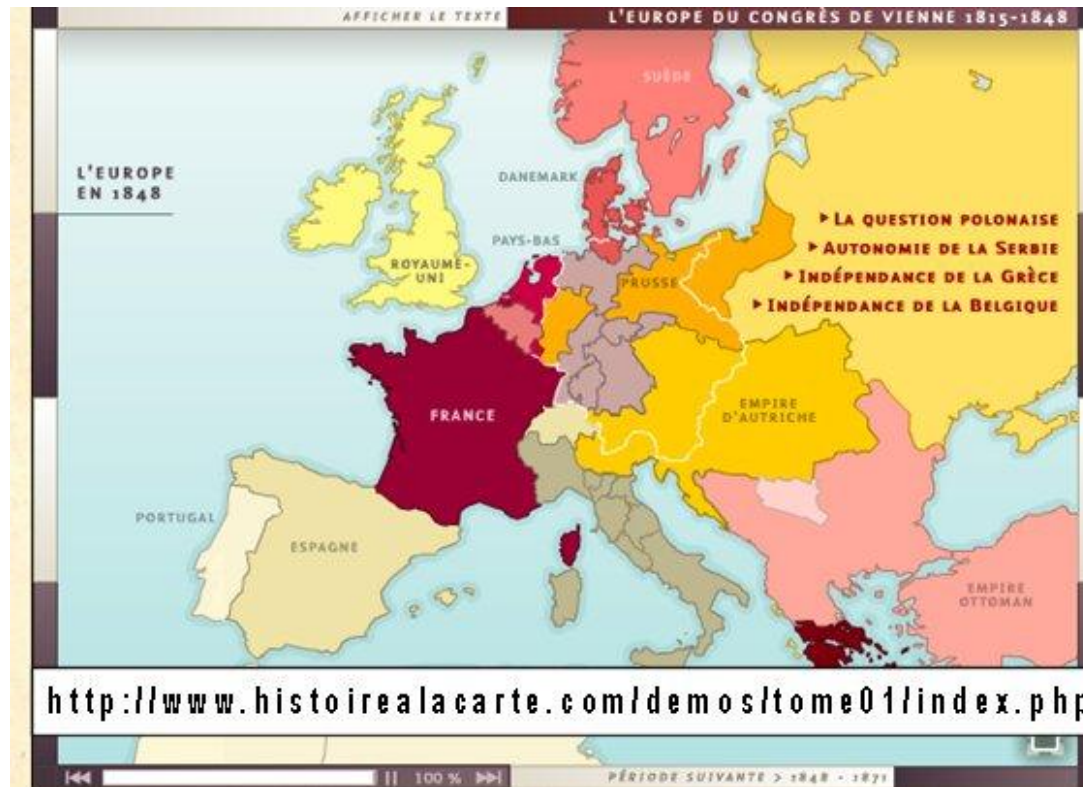 AFFICHER LE TEXTE
L'EUROPE DU CONGRÈS DE VIENNE 1815-1848
L'EUROPE
EN 1848
SUÈDE
DANEMARK
PAYS-BAS
ROYAUME-
UNI
PRUSSE
▸ LA QUESTION POLONAISE
▸ AUTONOMIE DE LA SERBIE
▸ INDÉPENDANCE DE LA GRÈCE
▸ INDÉPENDANCE DE LA BELGIQUE
FRANCE
EMPIRE
D'AUTRICHE
PORTUGAL
ESPAGNE
EMPIRE
OTTOMAN
http://www.histoirealacarte.com/demos/tome01/index.php
100 %
PÉRIODE SUIVANTE > 1848 - 1871